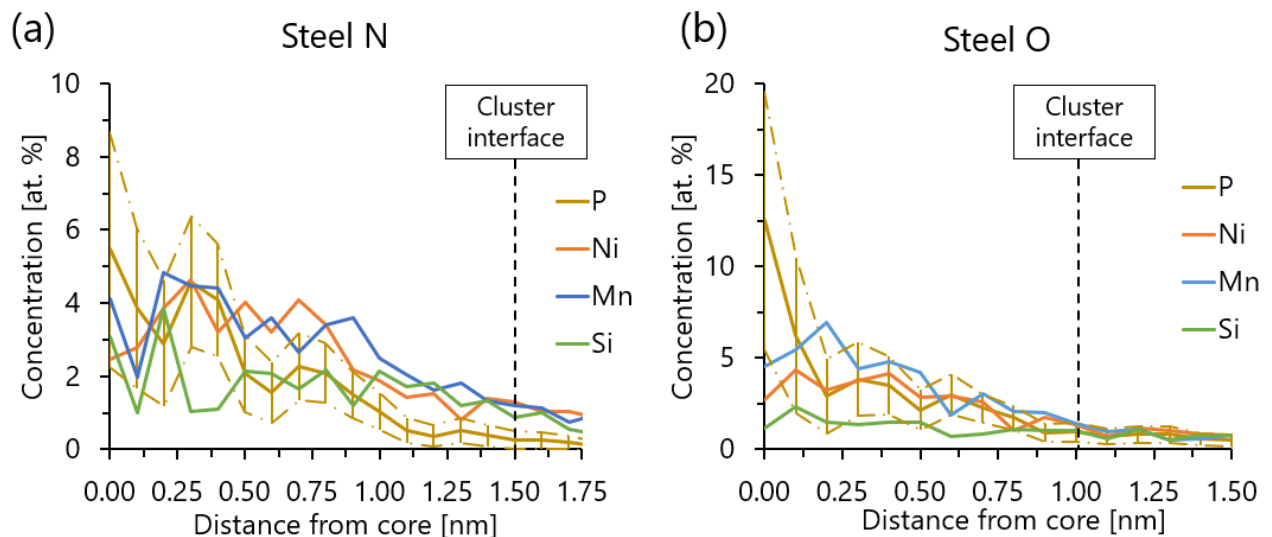 (a)
Steel N
Concentration [at. %]
10
8
6
4
2
0
Cluster
interface
P
Ni
Mn
Si
0.00 0.25 0.50 0.75 1.00 1.25 1.50 1.75
Distance from core [nm]
(b)
Steel O
Concentration [at. %]
20
15
10
5
0
Cluster
interface
P
Ni
Mn
Si
0.00 0.25 0.50 0.75 1.00 1.25 1.50
Distance from core [nm]